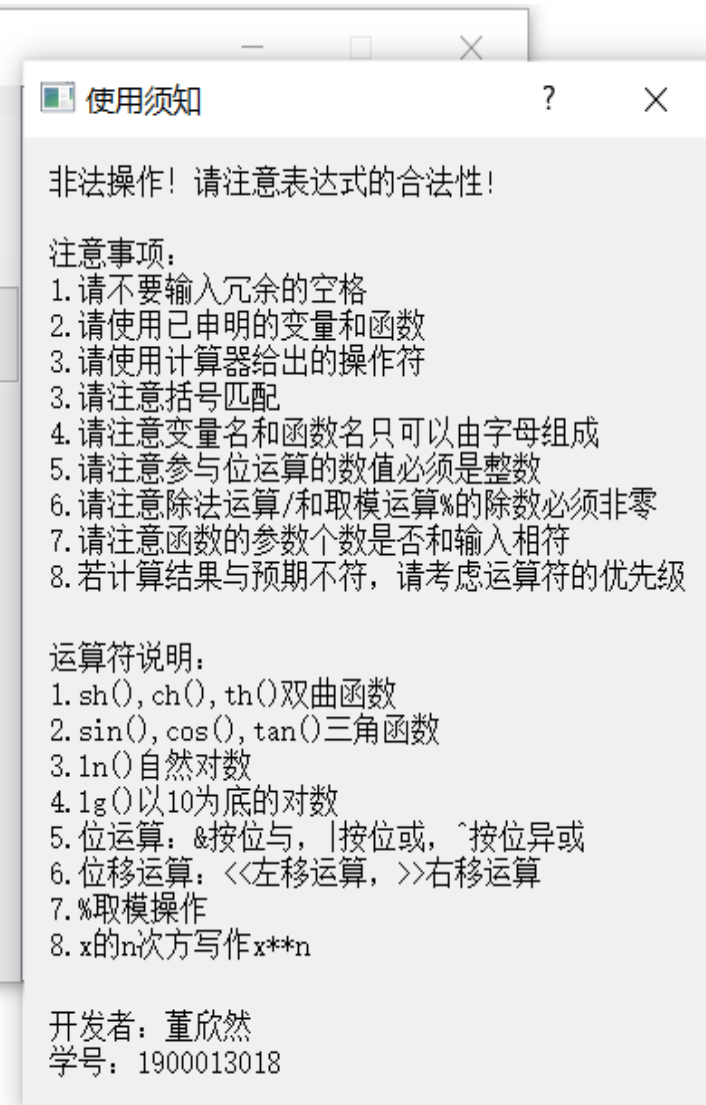 使用须知
非法操作！请注意表达式的合法性！
注意事项：
1.请不要输入冗余的空格
2.请使用已申明的变量和函数
3.请使用计算器给出的操作符
3.请注意括号匹配
4.请注意变量名和函数名只可以由字母组成
5.请注意参与位运算的数值必须是整数
6.请注意除法运算/和取模运算%的除数必须非零
7.请注意函数的参数个数是否和输入相符
8.若计算结果与预期不符，请考虑运算符的优先级
运算符说明：
1.sh(),ch(),th()双曲函数
2.sin(),cos(),tan()三角函数
3.ln()自然对数
4.lg()以10为底的对数
5.位运算：&按位与，|按位或，^按位异或
6.位移运算：<<左移运算，>>右移运算
7.%取模操作
8.x的n次方写作x**n
开发者：董欣然
学号：1900013018